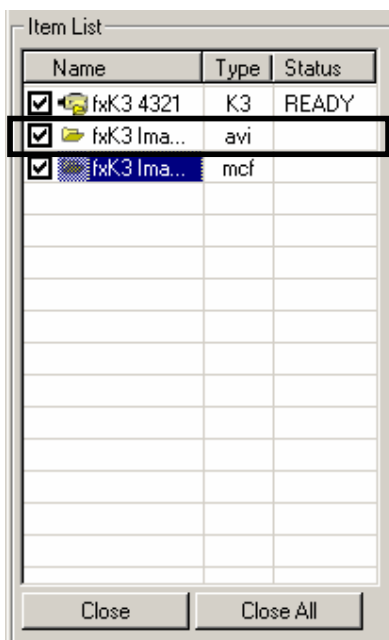 Item List
Name Type Status
fxK3 4321 K3 READY
fxK3 Ima... avi
fxK3 Ima... mcf
Close Close All